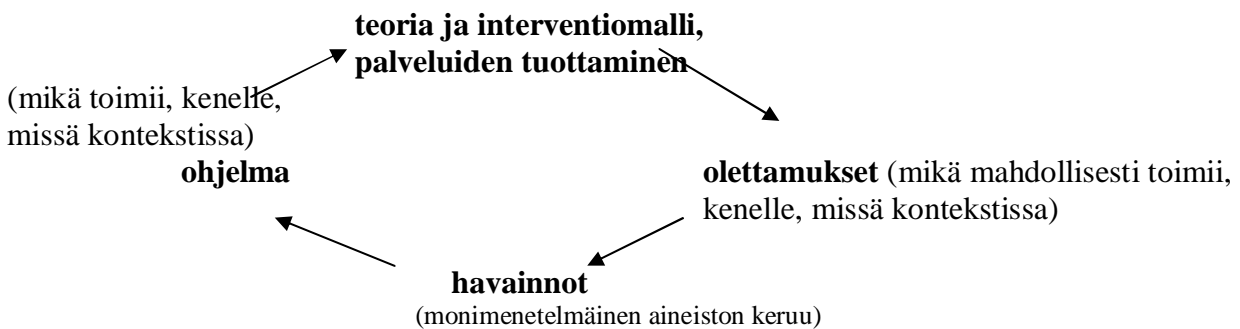 teoria ja interventiomalli,
palveluiden tuottaminen
(mikä toimii, kenelle,
missä kontekstissa)
ohjelma
olettamukset (mikä mahdollisesti toimii,
kenelle, missä kontekstissa)
havainnot
(monimenetelmäinen aineiston keruu)